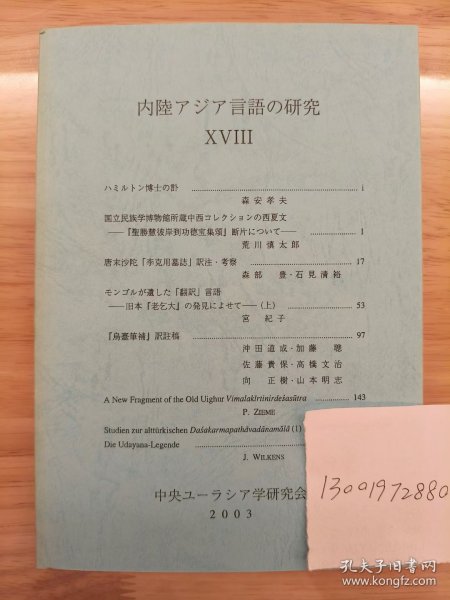 内陸アジア言語の研究
XVIII
ハミルトン博士の訃 i
森安孝夫
国立民族学博物館所蔵中西コレクションの西夏文
——『聖勝慧彼岸到功徳宝集頌』断片について—— 1
荒川慎太郎
唐末沙陀「李克用墓誌」訳注・考察 17
森部 豊・石見清裕
モンゴルが遺した「翻訳」言語
——旧本『老乞大』の発見によせて——(上) 53
宮 紀子
『烏臺筆補』訳註稿 97
沖田道成・加藤 聰
佐藤貴保・高橋文治
向 正樹・山本明志
A New Fragment of the Old Uighur Vimalakīrtinirdeśasūtra 143
P. ZIEME
Studien zur alttürkischen Daśakarmapathāvadānamālā (1)
Die Udayana-Legende
J. WILKENS
中央ユーラシア学研究会
2003
13001972880
孔夫子旧书网
www.kongfz.com